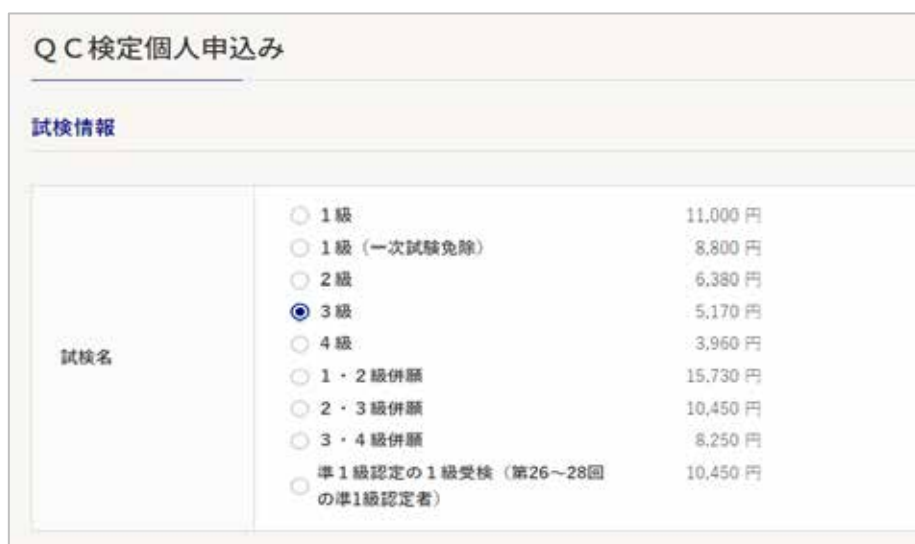 ＱＣ検定個人申込み
試検情報
試検名
１級 11,000 円
１級（一次試験免除） 8,800 円
２級 6,380 円
３級 5,170 円
４級 3,960 円
１・２級併願 15,730 円
２・３級併願 10,450 円
３・４級併願 8,250 円
準１級認定の１級受検（第26～28回 10,450 円
の準1級認定者）